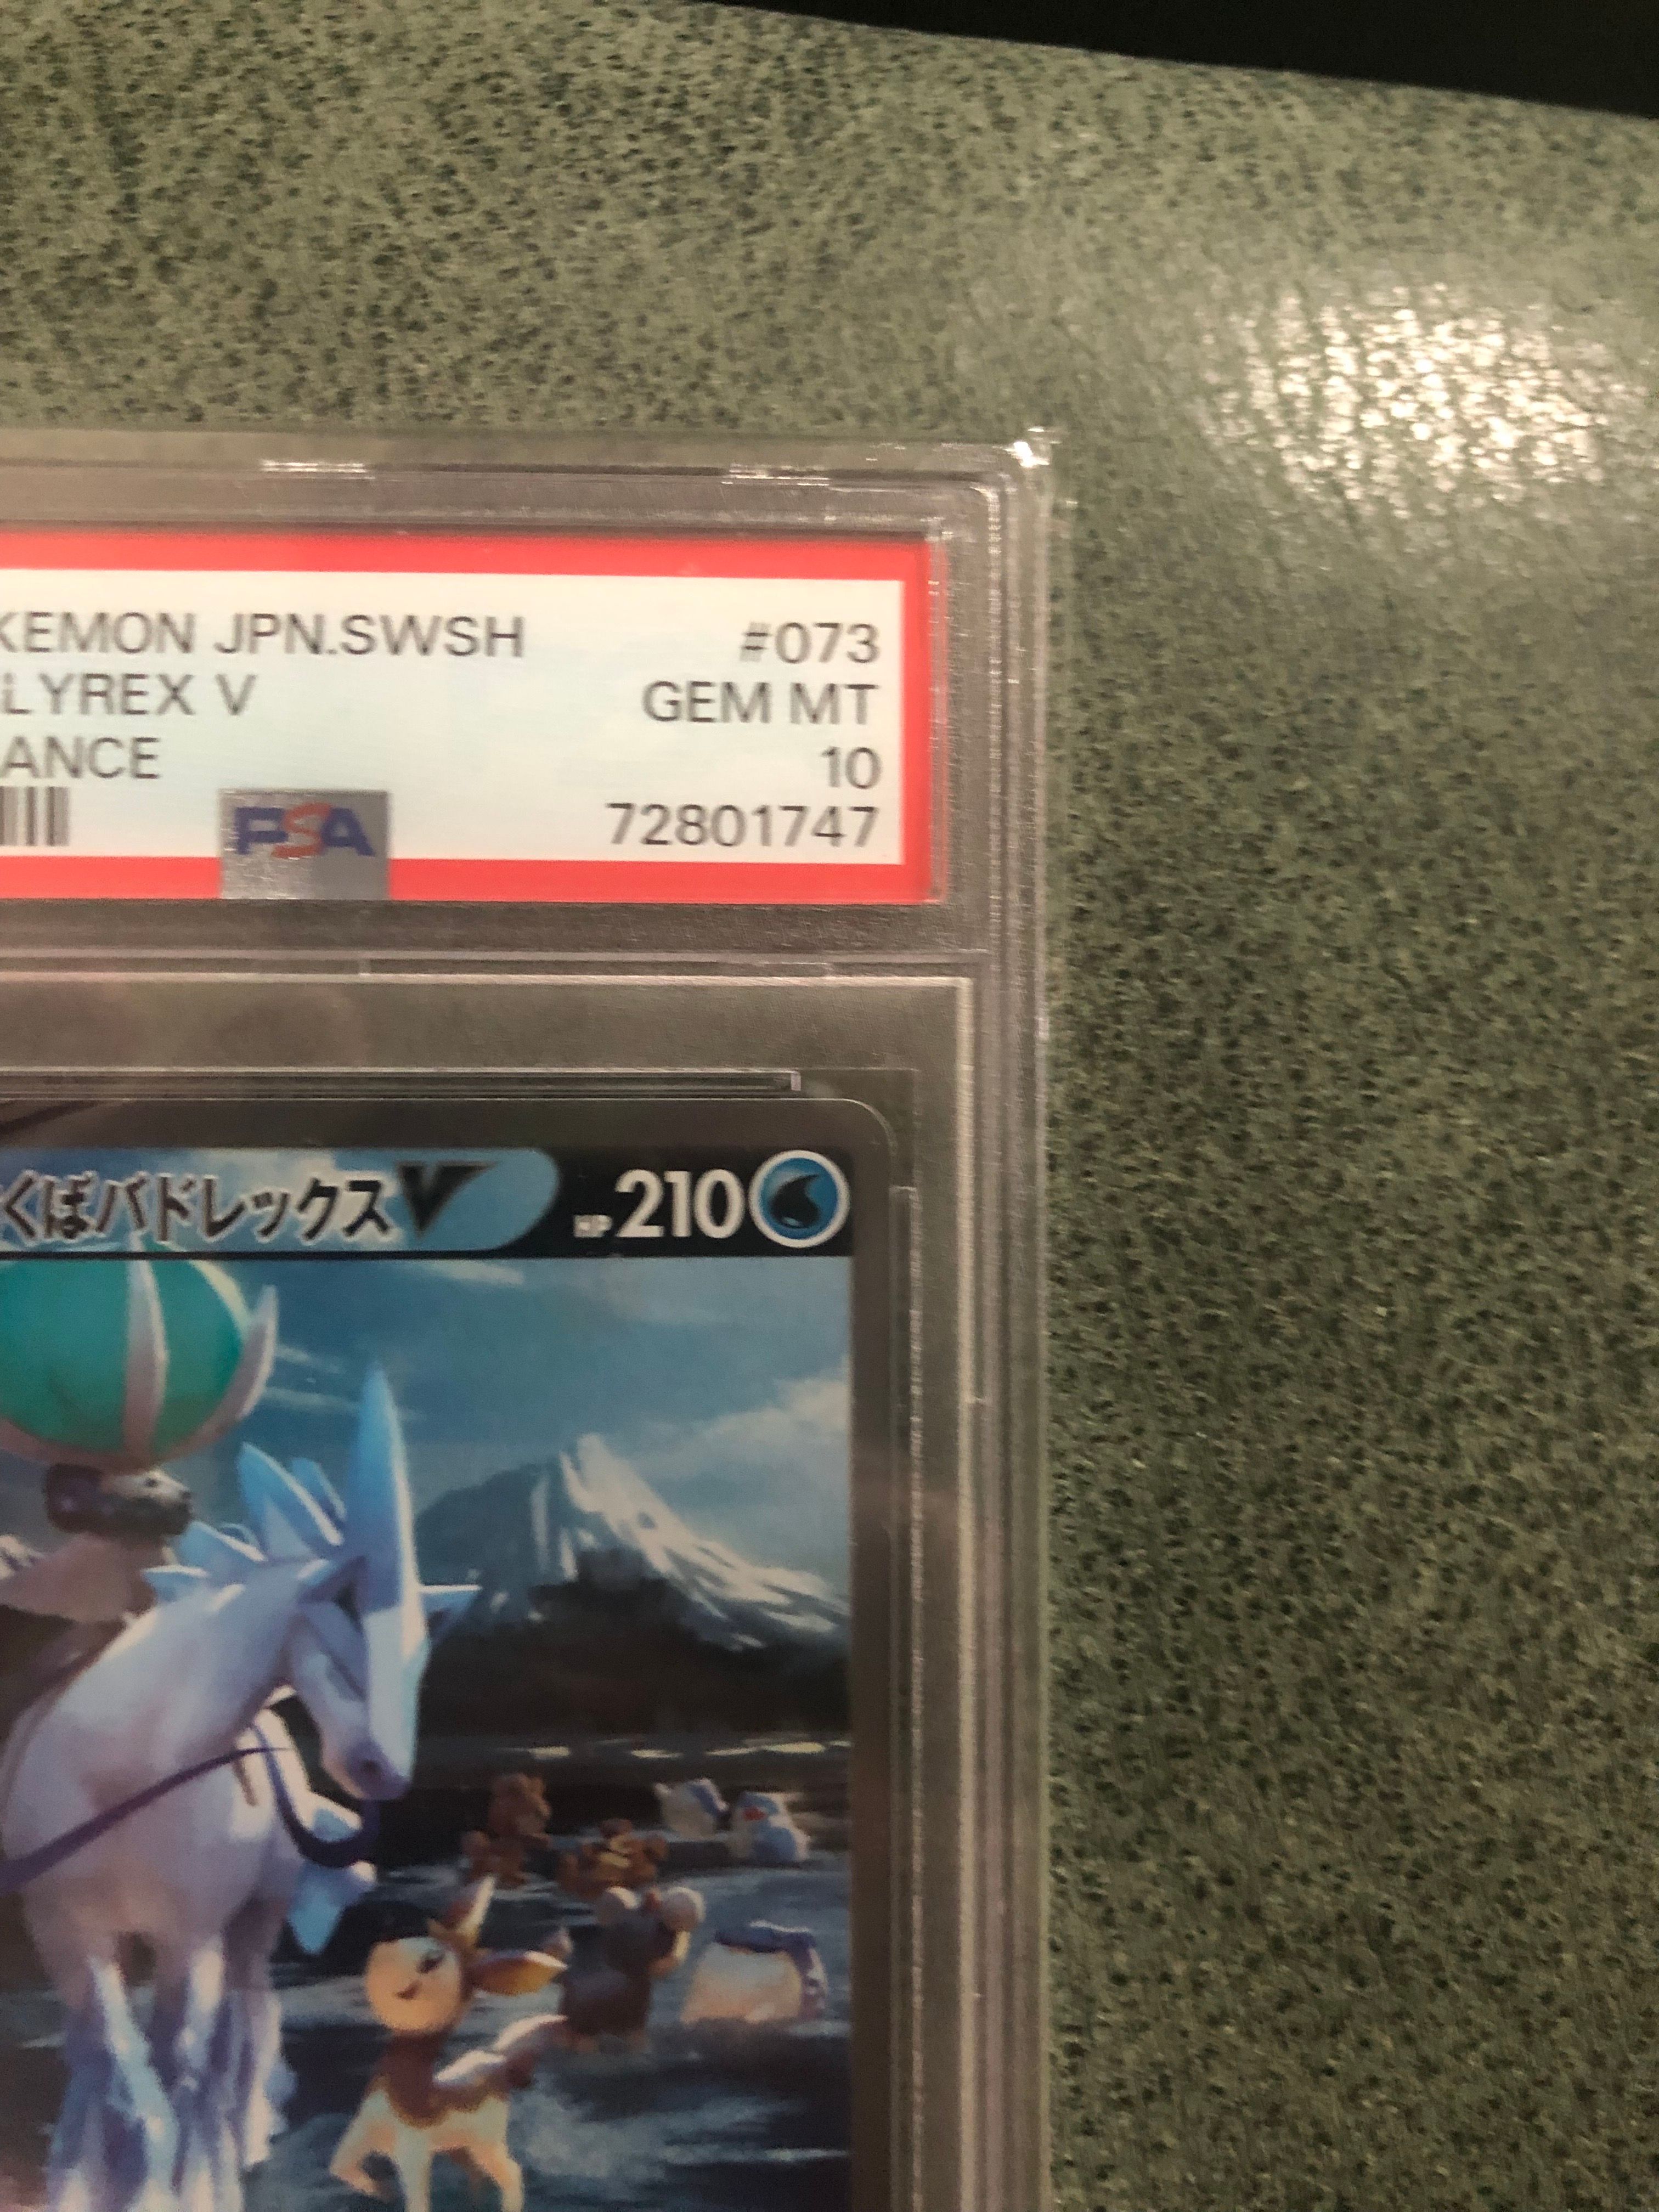 KEMON JPN.SWSH #073
LYREX V GEM MT
ANCE 10
PSA 72801747
くばバドレックスV HP 210